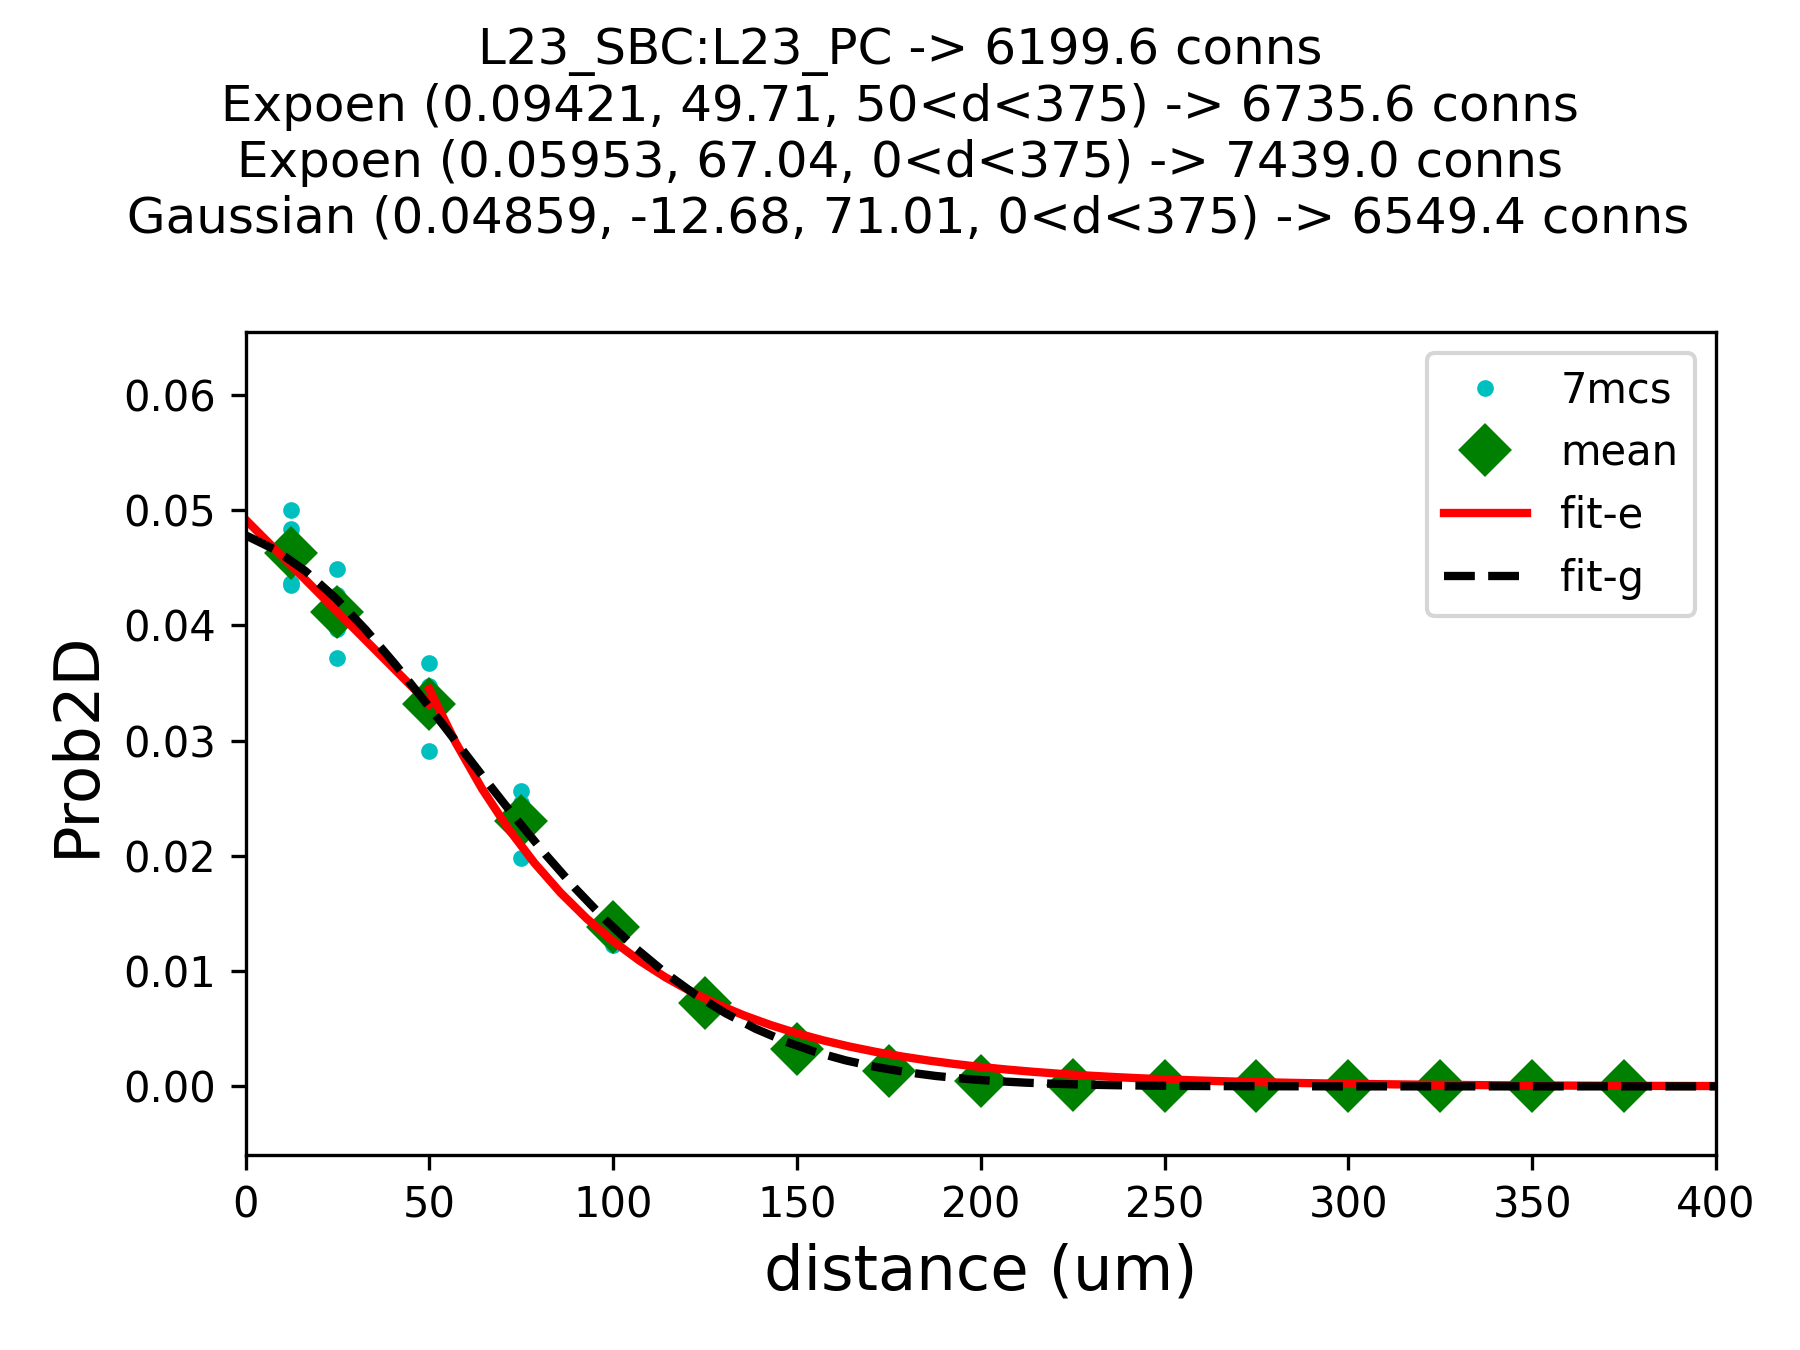 L23_SBC:L23_PC -> 6199.6 conns
Expoen (0.09421, 49.71, 50<d<375) -> 6735.6 conns
Expoen (0.05953, 67.04, 0<d<375) -> 7439.0 conns
Gaussian (0.04859, -12.68, 71.01, 0<d<375) -> 6549.4 conns
7mcs
mean
fit-e
fit-g
Prob2D
0.06
0.05
0.04
0.03
0.02
0.01
0.00
0 50 100 150 200 250 300 350 400
distance (um)